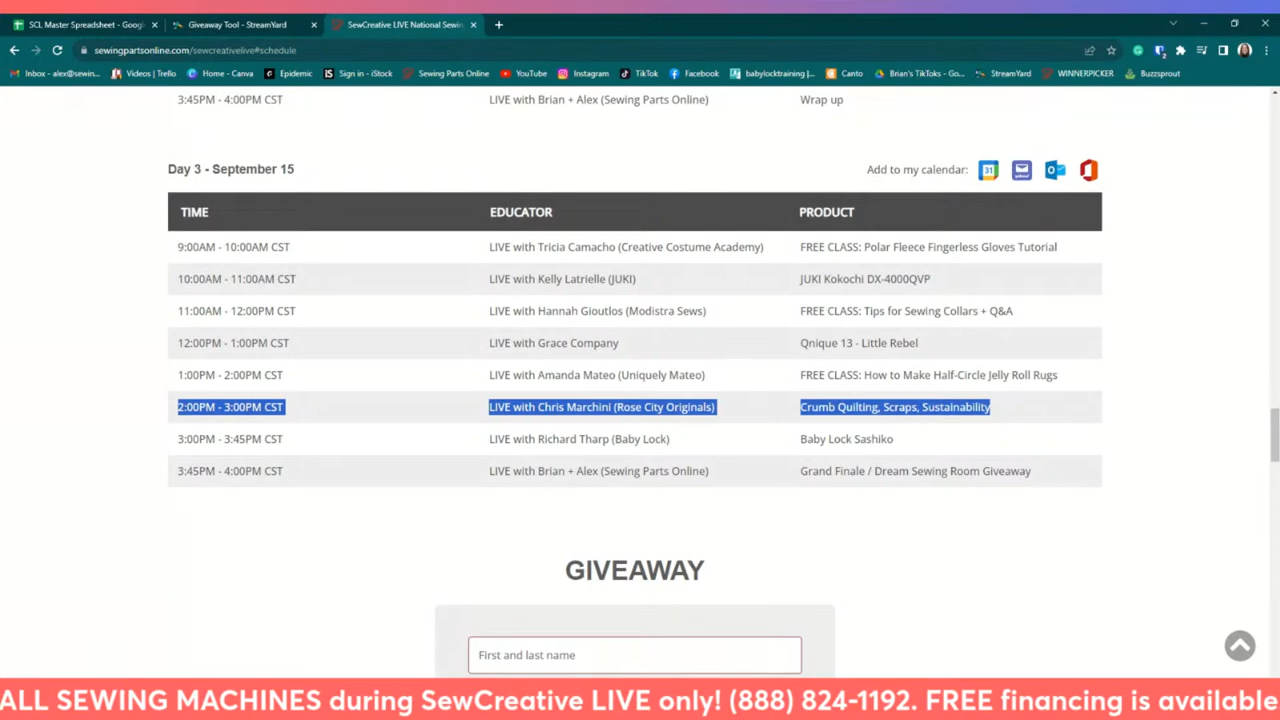 SCL Master Spreadsheet - Goog
Giveaway Tool - StreamYard
SewCreative LIVE National Sewin
sewingpartsonline.com/sewcreativelive#schedule
Inbox - alex@sewin... Videos | Trello Home - Canva Epidemic Sign in - iStock Sewing Parts Online YouTube Instagram TikTok Facebook babylocktraining |... Canto Brian's TikToks - Go... StreamYard WINNERPICKER Buzzsprout
3:45PM - 4:00PM CST LIVE with Brian + Alex (Sewing Parts Online) Wrap up
Day 3 - September 15 Add to my calendar: 31
TIME EDUCATOR PRODUCT
9:00AM - 10:00AM CST LIVE with Tricia Camacho (Creative Costume Academy) FREE CLASS: Polar Fleece Fingerless Gloves Tutorial
10:00AM - 11:00AM CST LIVE with Kelly Latrielle (JUKI) JUKI Kokochi DX-4000QVP
11:00AM - 12:00PM CST LIVE with Hannah Gioutlos (Modistra Sews) FREE CLASS: Tips for Sewing Collars + Q&A
12:00PM - 1:00PM CST LIVE with Grace Company Qnique 13 - Little Rebel
1:00PM - 2:00PM CST LIVE with Amanda Mateo (Uniquely Mateo) FREE CLASS: How to Make Half-Circle Jelly Roll Rugs
2:00PM - 3:00PM CST LIVE with Chris Marchini (Rose City Originals) Crumb Quilting, Scraps, Sustainability
3:00PM - 3:45PM CST LIVE with Richard Tharp (Baby Lock) Baby Lock Sashiko
3:45PM - 4:00PM CST LIVE with Brian + Alex (Sewing Parts Online) Grand Finale / Dream Sewing Room Giveaway
GIVEAWAY
First and last name
ALL SEWING MACHINES during SewCreative LIVE only! (888) 824-1192. FREE financing is available